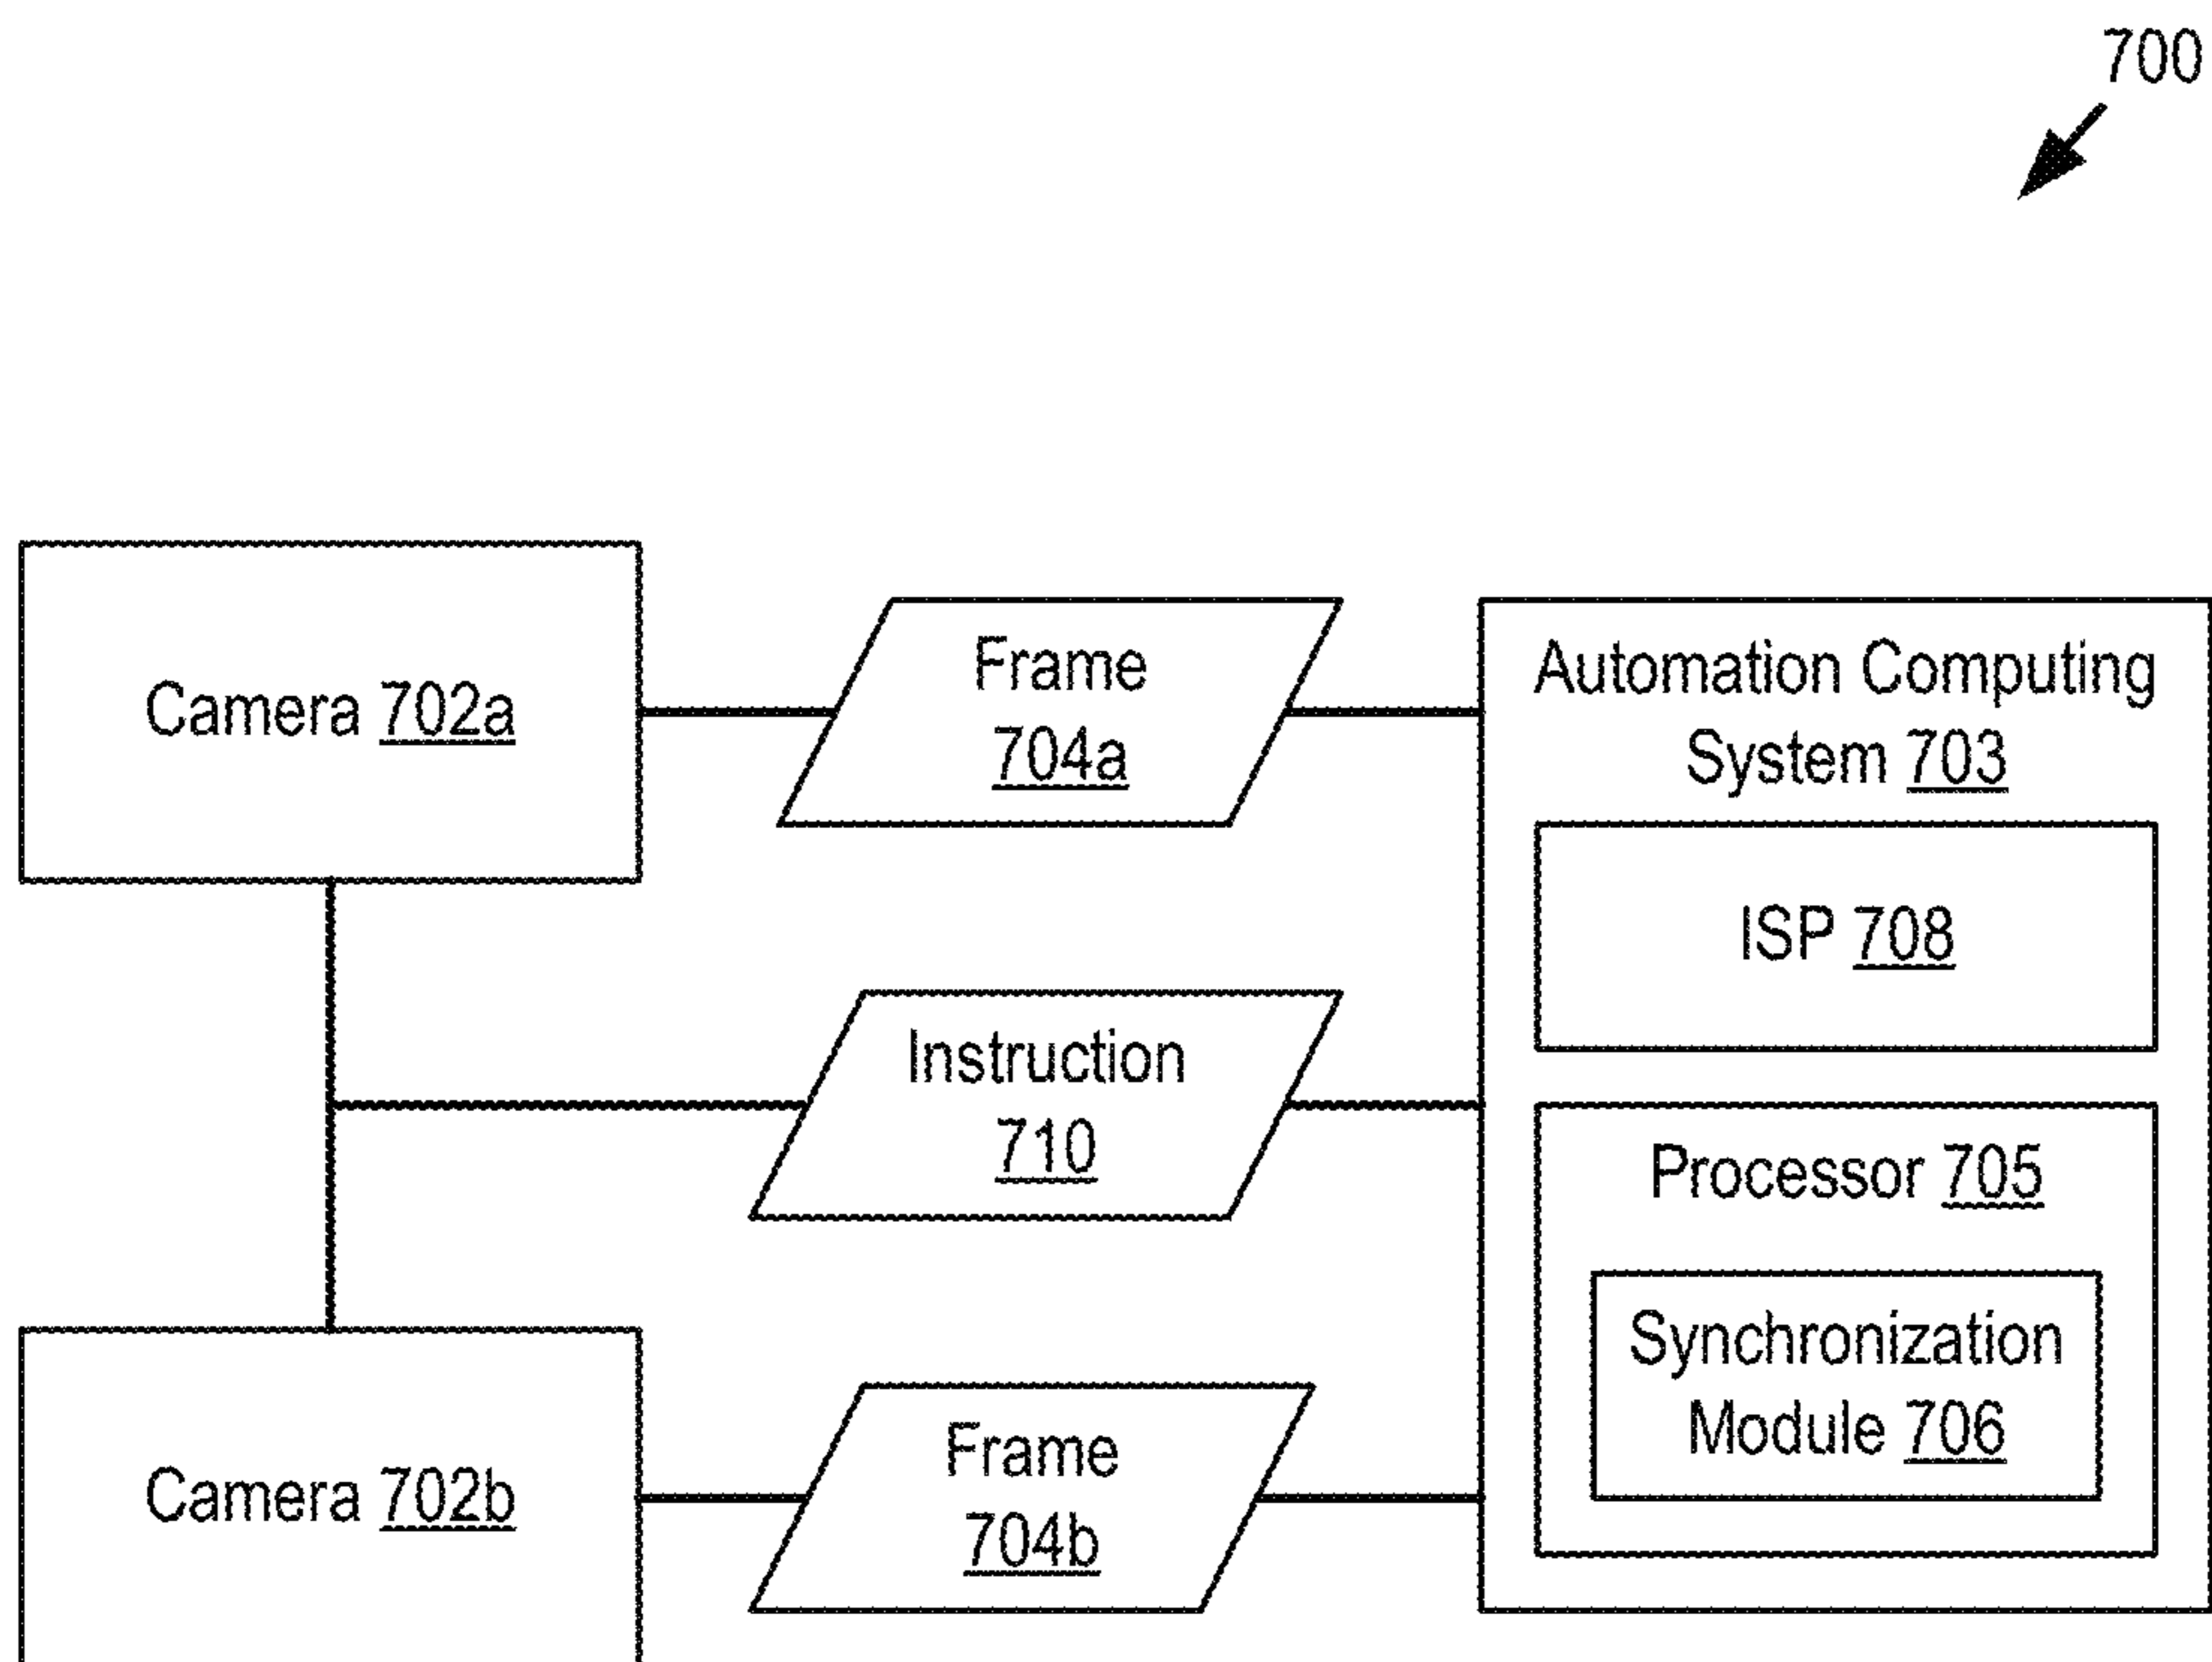 700
Camera 702a
Frame
704a
Automation Computing
System 703
ISP 708
Instruction
710
Processor 705
Synchronization
Module 706
Camera 702b
Frame
704b